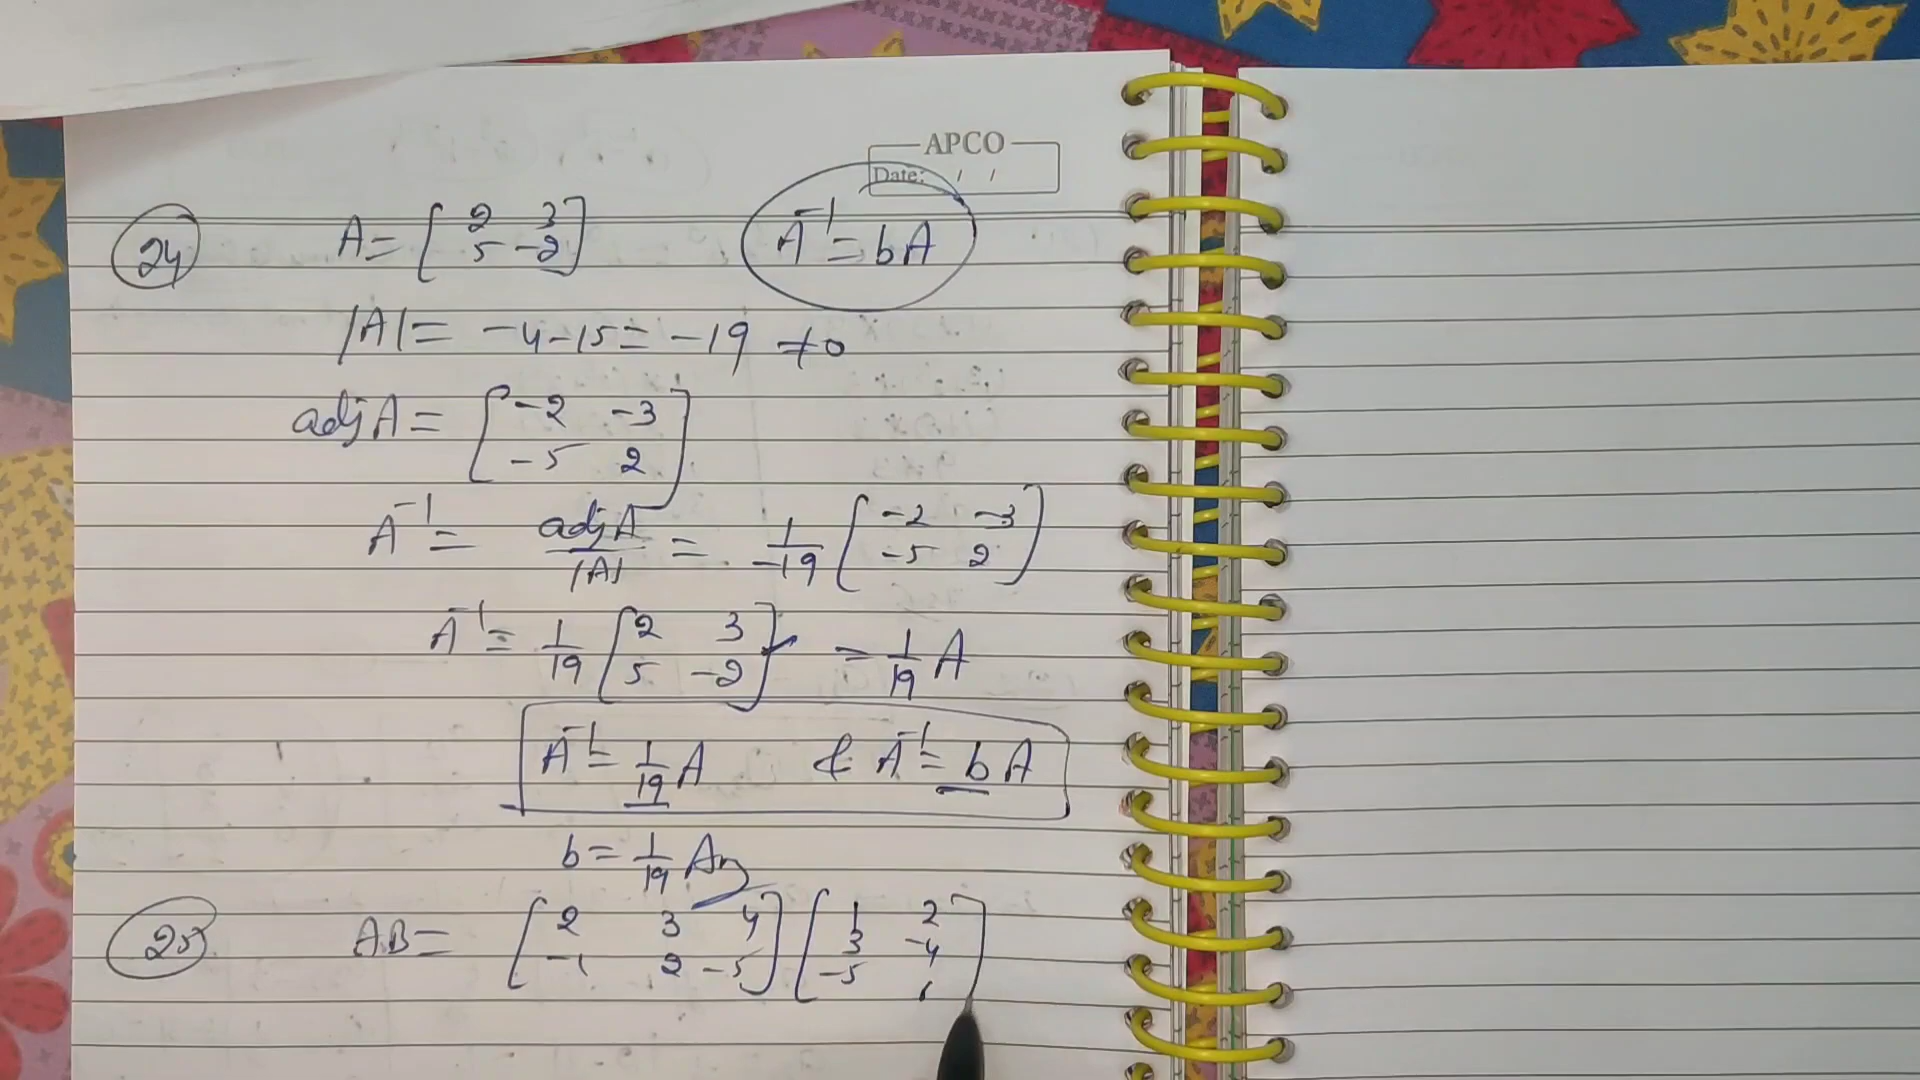 APCO
Date: / /
24 A = [ 2 3 5 -2 ] A⁻¹ = bA
|A| = -4-15 = -19 ≠0
adjA = [ -2 -3 -5 2 ]
A⁻¹ = adjA/|A| = 1/-19 [ -2 -3 -5 2 ]
A⁻¹ = 1/19 [ 2 3 5 -2 ] = 1/19 A
A⁻¹ = 1/19 A & A⁻¹ = bA
b = 1/19 Ans
25 AB = [ 2 3 4 -1 2 -5 ] [ 1 2 3 -4 -5 1 ]